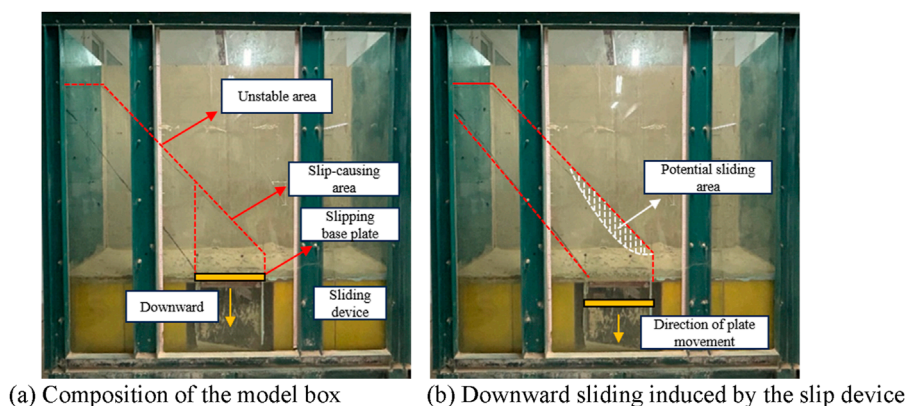 Unstable area
Slip-causing
area
Slipping
base plate
Downward
Sliding
device
(a) Composition of the model box
Potential sliding
area
Direction of plate
movement
(b) Downward sliding induced by the slip device